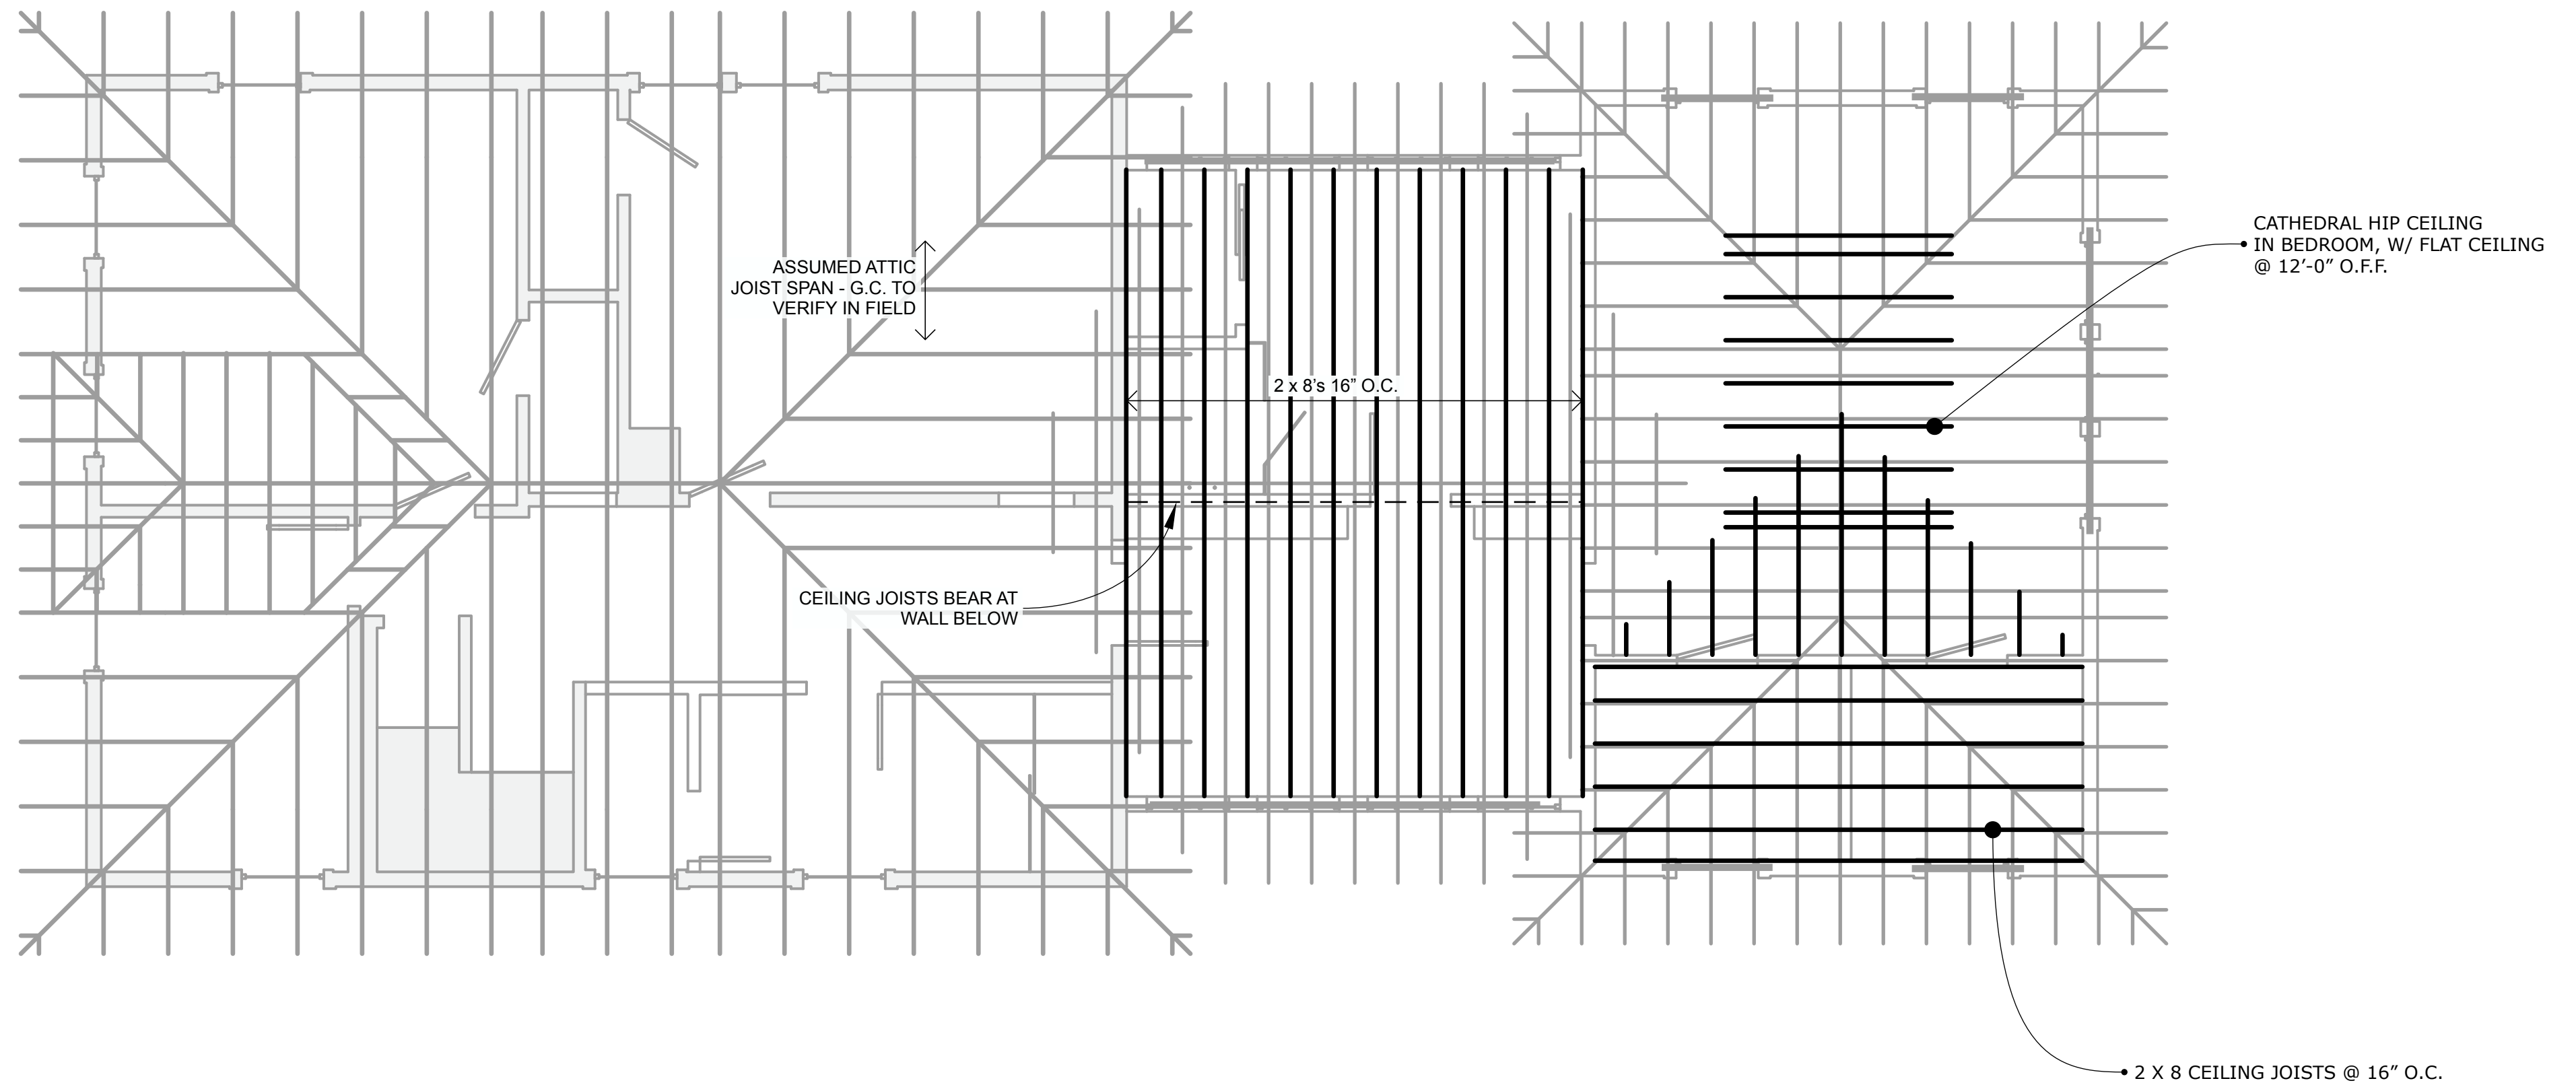 CATHEDRAL HIP CEILING
IN BEDROOM, W/ FLAT CEILING
@ 12’-0” O.F.F.
ASSUMED ATTIC
JOIST SPAN - G.C. TO
VERIFY IN FIELD
2 x 8’s 16” O.C.
CEILING JOISTS BEAR AT
WALL BELOW
2 X 8 CEILING JOISTS @ 16” O.C.